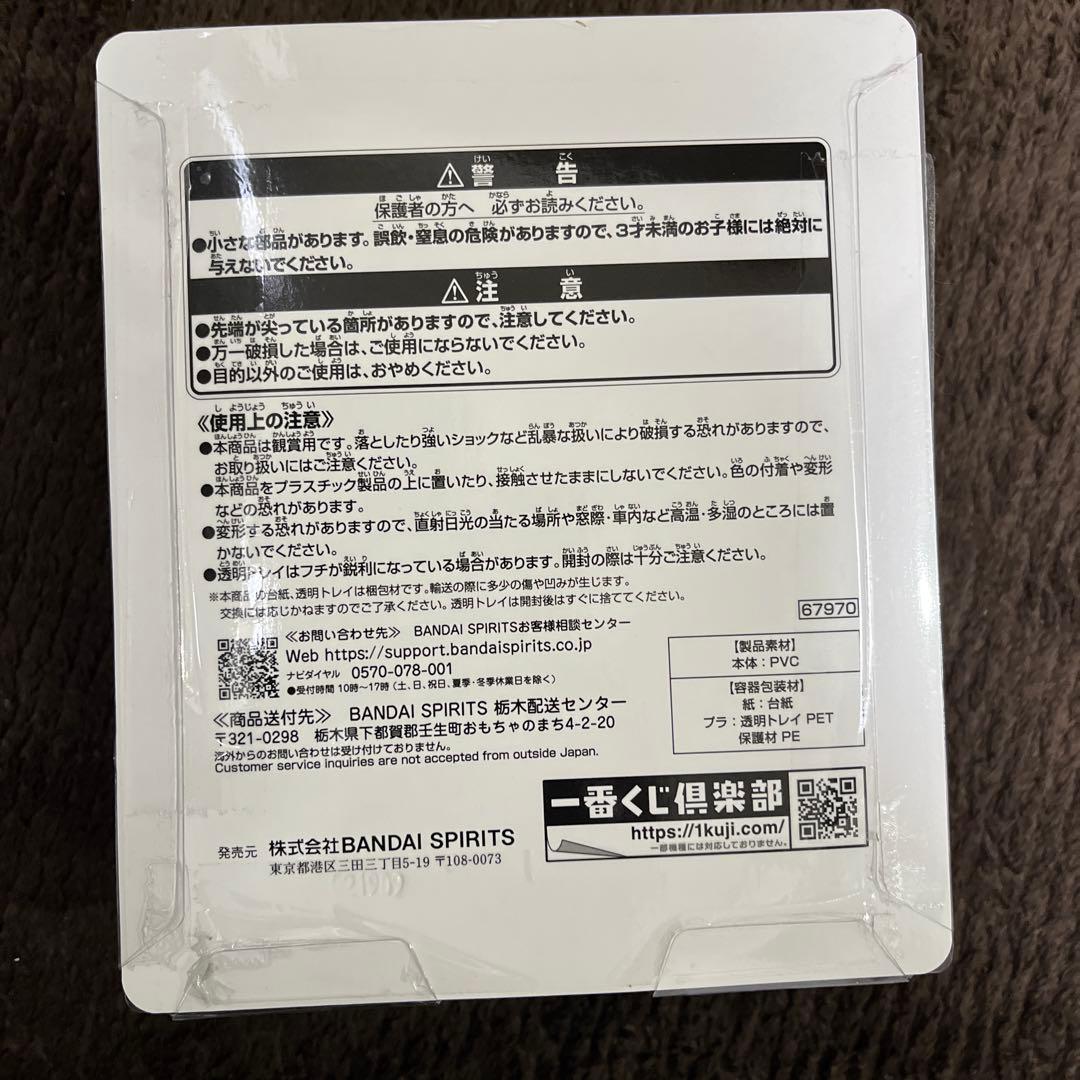 ⚠警告
保護者の方へ 必ずお読みください。
●小さな部品があります。誤飲・窒息の危険がありますので、3才未満のお子様には絶対に
与えないでください。
⚠注意
●先端が尖っている箇所がありますので、注意してください。
●万一破損した場合は、ご使用にならないでください。
●目的以外のご使用は、おやめください。
《使用上の注意》
●本商品は観賞用です。落としたり強いショックなど乱暴な扱いにより破損する恐れがありますので、
お取り扱いにはご注意ください。
●本商品をプラスチック製品の上に置いたり、接触させたままにしないでください。色の付着や変形
などの恐れがあります。
●変形する恐れがありますので、直射日光の当たる場所や窓際・車内など高温・多湿のところには置
かないでください。
●透明トレイはフチが鋭利になっている場合があります。開封の際は十分ご注意ください。
※本商品の台紙、透明トレイは梱包材です。輸送の際に多少の傷や凹みが生じます。
交換には応じかねますのでご了承ください。透明トレイは開封後はすぐに捨ててください。
67970
≪お問い合わせ先≫ BANDAI SPIRITSお客様相談センター
Web https://support.bandaispirits.co.jp
ナビダイヤル 0570-078-001
●受付時間 10時〜17時(土、日、祝日、夏季・冬季休業日を除く)
≪商品送付先≫ BANDAI SPIRITS 栃木配送センター
〒321-0298 栃木県下都賀郡壬生町おもちゃのまち4-2-20
海外からのお問い合わせは受け付けておりません。
Customer service inquiries are not accepted from outside Japan.
【製品素材】
本体:PVC
【容器包装材】
紙:台紙
プラ:透明トレイ PET
保護材 PE
一番くじ倶楽部
https://1kuji.com/
一部機種には対応しておりません。
発売元 株式会社BANDAI SPIRITS
東京都港区三田三丁目5-19 〒108-0073